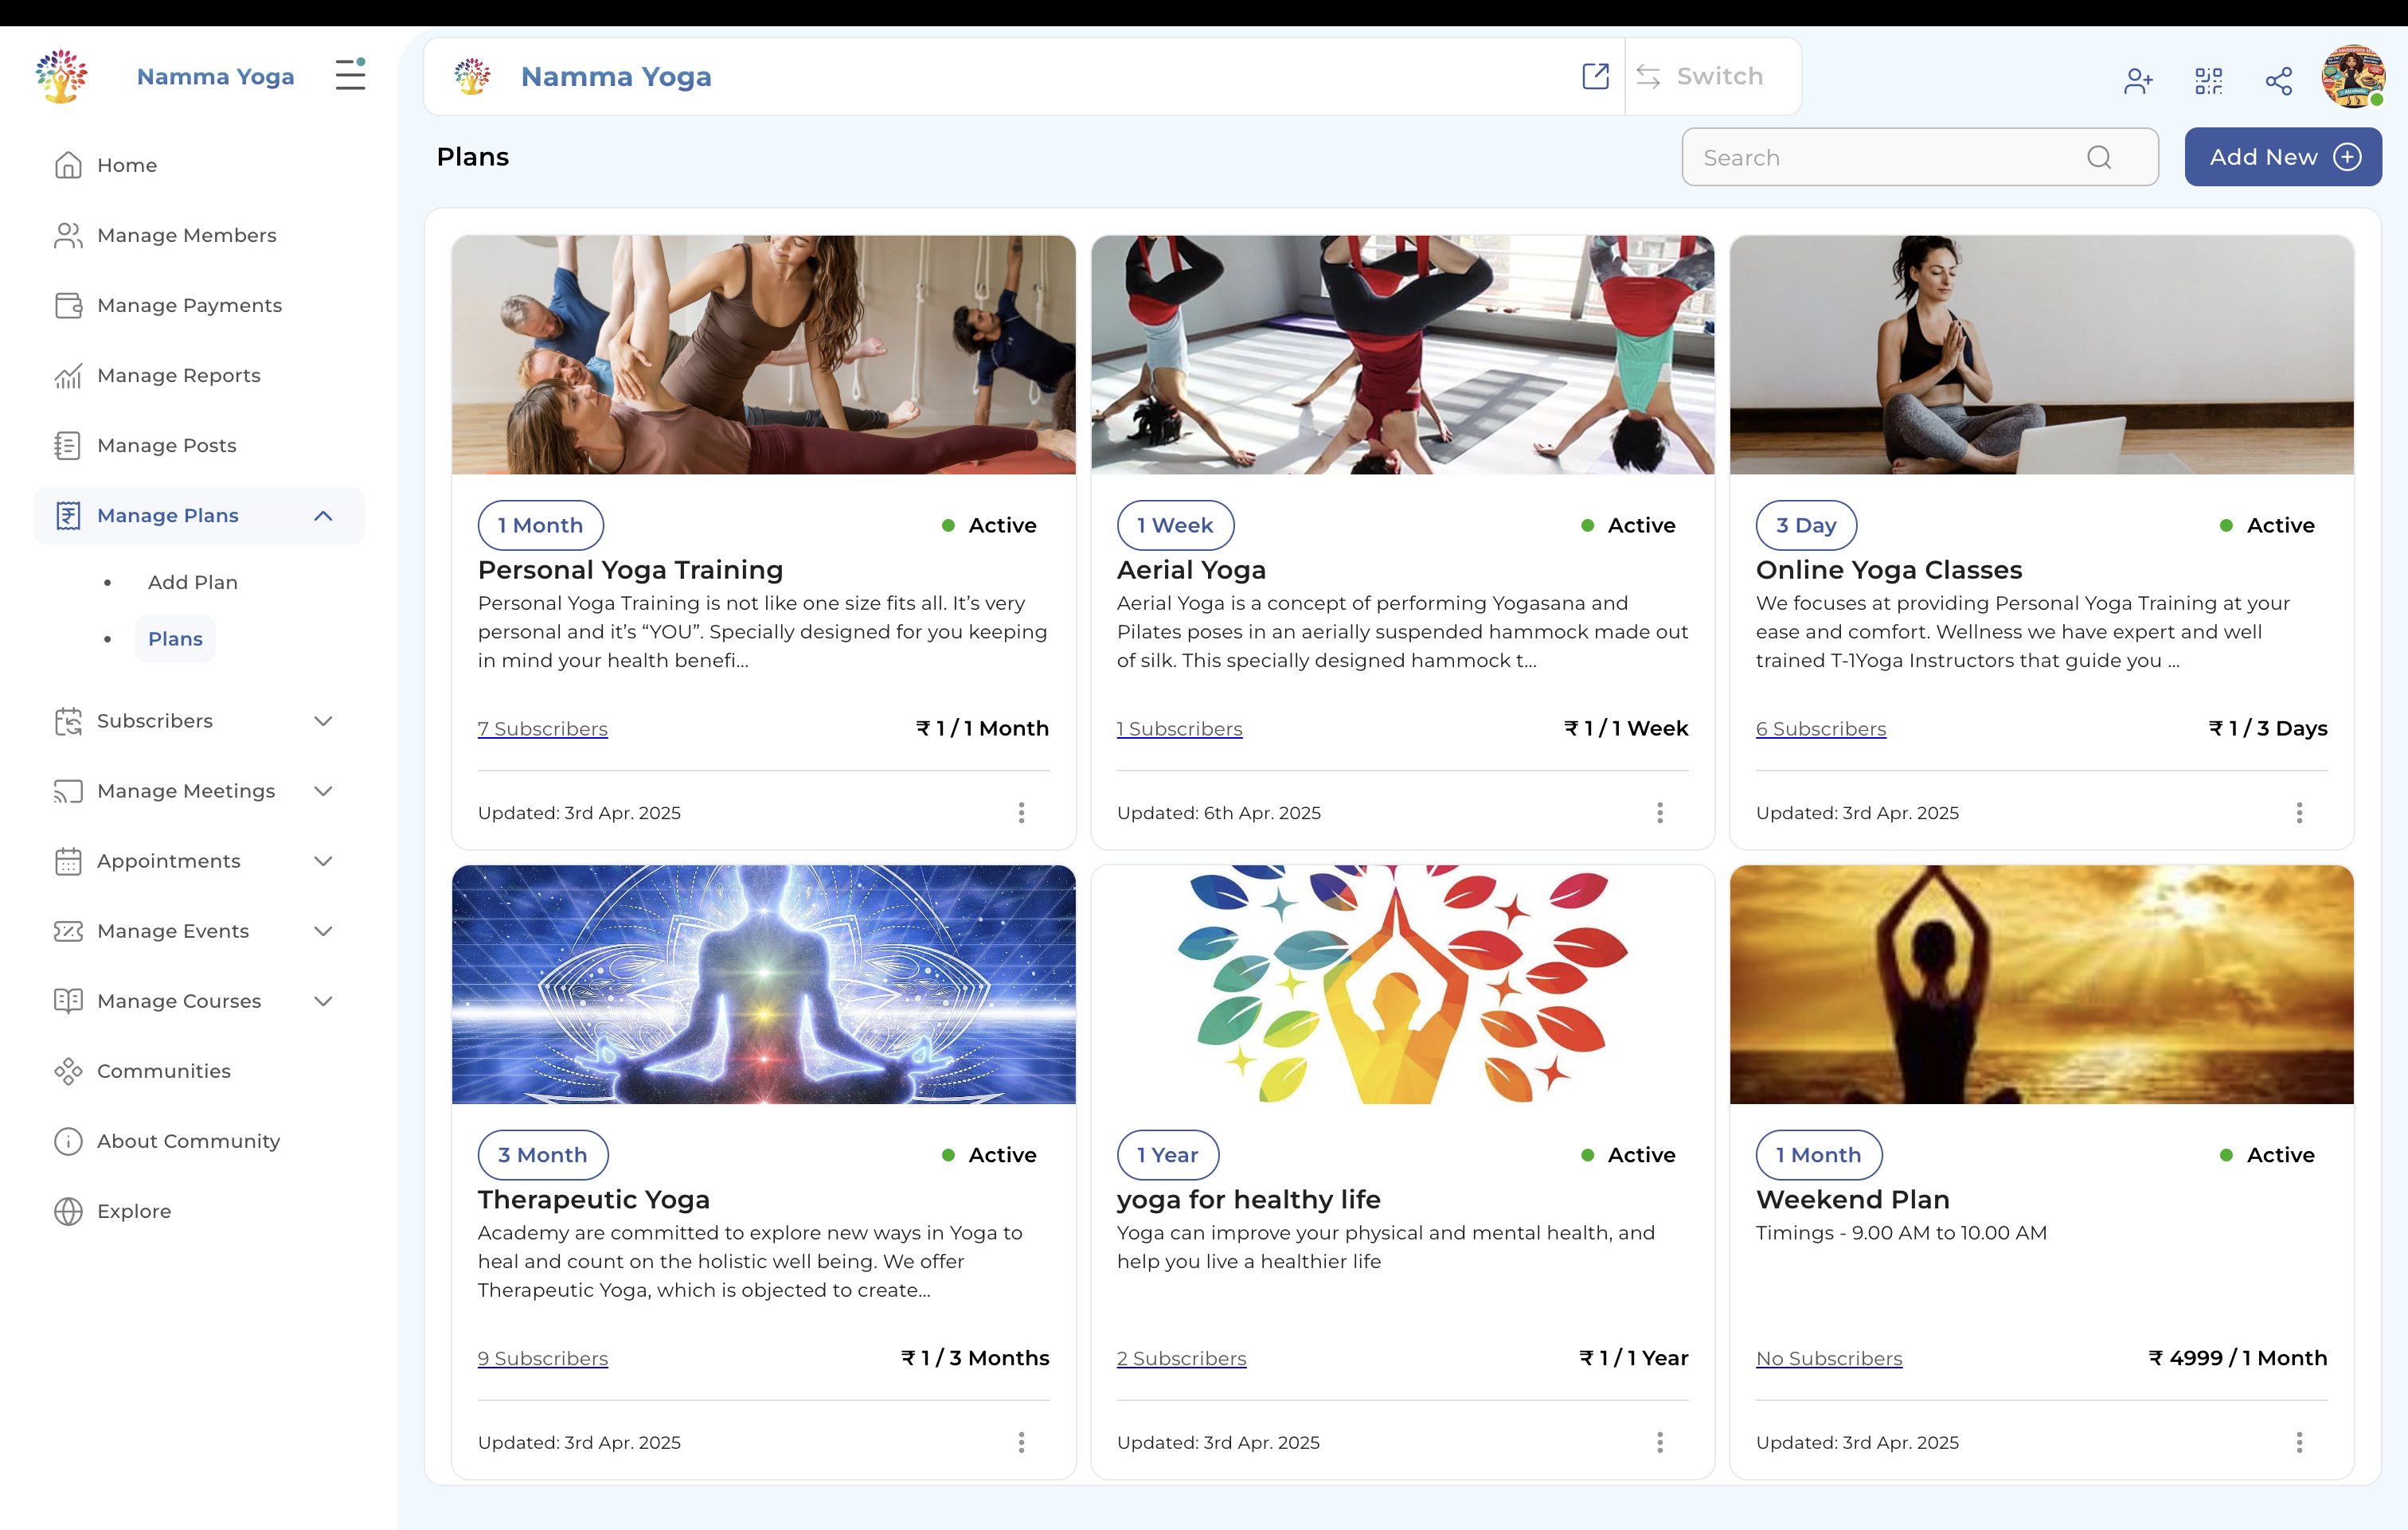 Namma Yoga
Home
Manage Members
Manage Payments
Manage Reports
Manage Posts
Manage Plans
Add Plan
Plans
Subscribers
Manage Meetings
Appointments
Manage Events
Manage Courses
Communities
About Community
Explore
Namma Yoga
Switch
Plans
Search
Add New
1 Month
Active
Personal Yoga Training
Personal Yoga Training is not like one size fits all. It’s very
personal and it’s “YOU”. Specially designed for you keeping
in mind your health benefi...
7 Subscribers
₹ 1 / 1 Month
Updated: 3rd Apr. 2025
1 Week
Active
Aerial Yoga
Aerial Yoga is a concept of performing Yogasana and
Pilates poses in an aerially suspended hammock made out
of silk. This specially designed hammock t...
1 Subscribers
₹ 1 / 1 Week
Updated: 6th Apr. 2025
3 Day
Active
Online Yoga Classes
We focuses at providing Personal Yoga Training at your
ease and comfort. Wellness we have expert and well
trained T-1Yoga Instructors that guide you ...
6 Subscribers
₹ 1 / 3 Days
Updated: 3rd Apr. 2025
3 Month
Active
Therapeutic Yoga
Academy are committed to explore new ways in Yoga to
heal and count on the holistic well being. We offer
Therapeutic Yoga, which is objected to create...
9 Subscribers
₹ 1 / 3 Months
Updated: 3rd Apr. 2025
1 Year
Active
yoga for healthy life
Yoga can improve your physical and mental health, and
help you live a healthier life
2 Subscribers
₹ 1 / 1 Year
Updated: 3rd Apr. 2025
1 Month
Active
Weekend Plan
Timings - 9.00 AM to 10.00 AM
No Subscribers
₹ 4999 / 1 Month
Updated: 3rd Apr. 2025